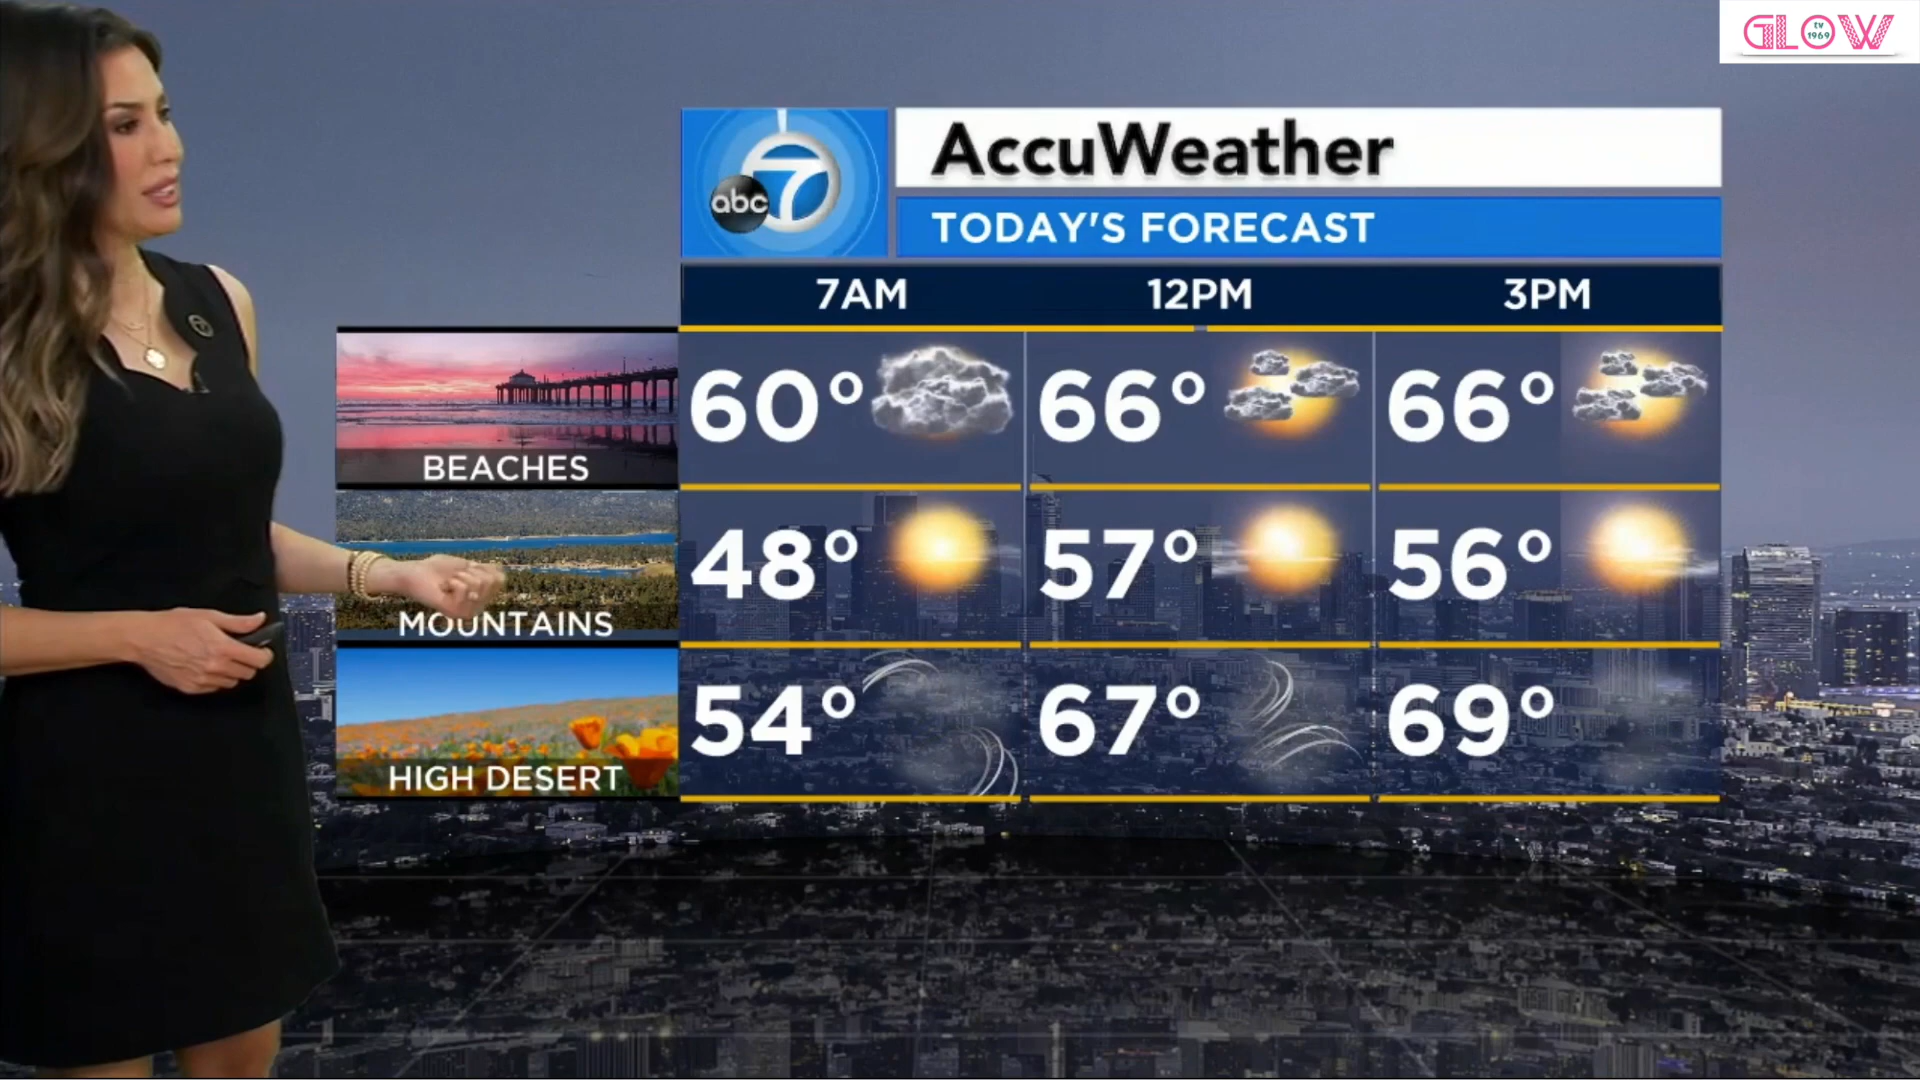 GLOW
tv
1969
AccuWeather
abc 7
TODAY'S FORECAST
7AM 12PM 3PM
BEACHES 60° 66° 66°
MOUNTAINS 48° 57° 56°
HIGH DESERT 54° 67° 69°